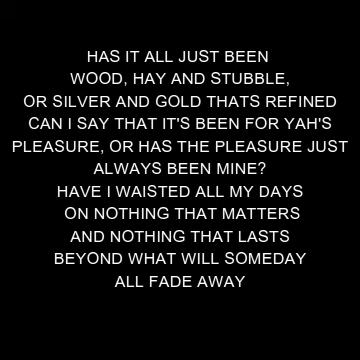 HAS IT ALL JUST BEEN
WOOD, HAY AND STUBBLE,
OR SILVER AND GOLD THATS REFINED
CAN I SAY THAT IT'S BEEN FOR YAH'S
PLEASURE, OR HAS THE PLEASURE JUST
ALWAYS BEEN MINE?
HAVE I WAISTED ALL MY DAYS
ON NOTHING THAT MATTERS
AND NOTHING THAT LASTS
BEYOND WHAT WILL SOMEDAY
ALL FADE AWAY